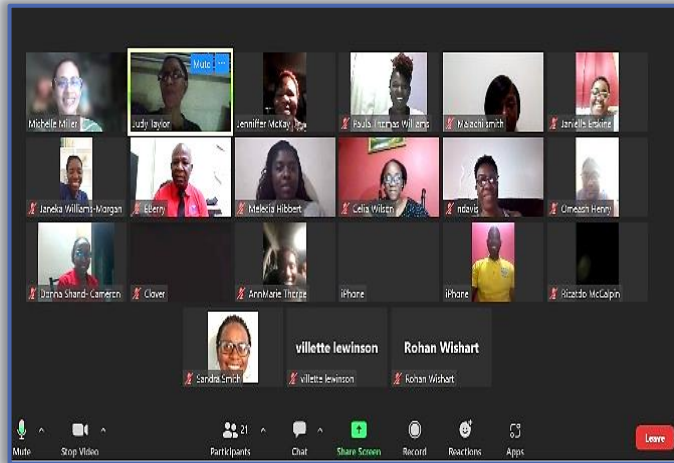 Mute ...
Michelle Miller
Judy Taylor
Jenniffer McKay
Paula Thomas Williams
Malachi smith
Janielle Erskine
Janeka Williams-Morgan
EBerry
Melecia Hibbert
Celia Wilson
ndavis
Omeash Henry
Donna Shand- Cameron
Clover
AnnMarie Thorpe
iPhone
iPhone
Ricardo McCalpin
Sandra Smith
villette lewinson
villette lewinson
Rohan Wishart
Rohan Wishart
Mute
Stop Video
Participants
21
Chat
Share Screen
Record
Reactions
Apps
Leave